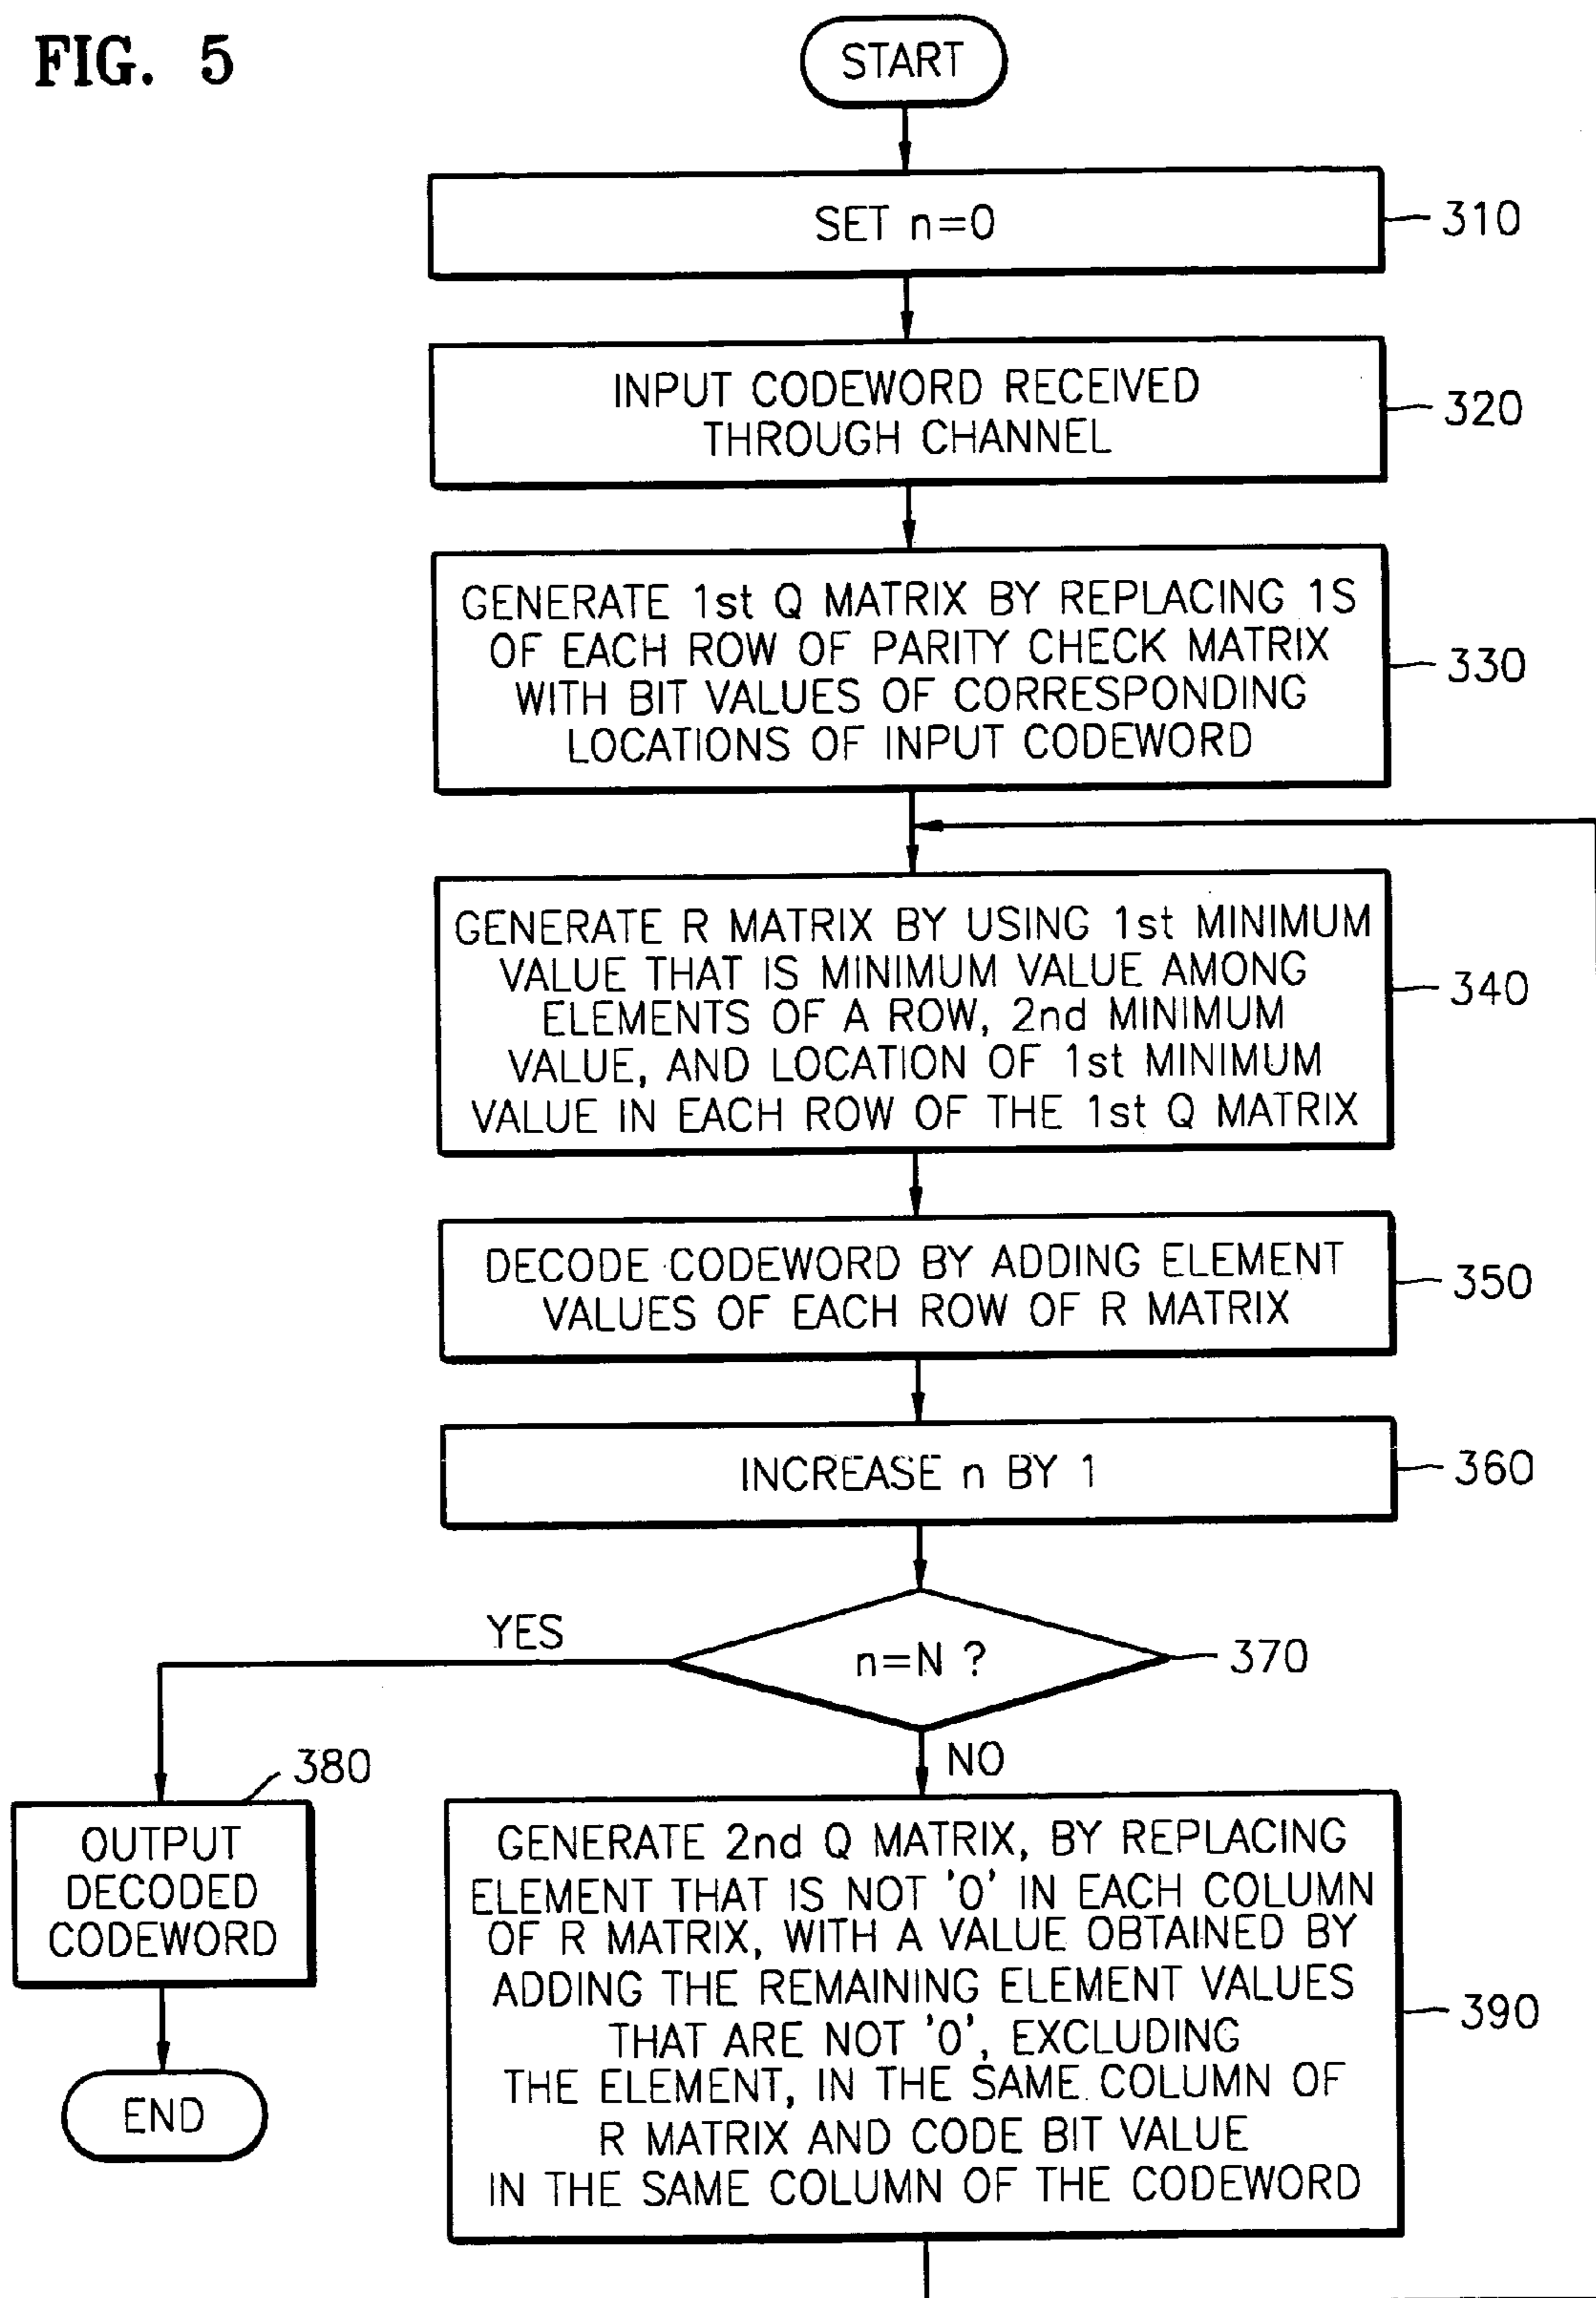 FIG. 5
START
SET n=0
310
INPUT CODEWORD RECEIVED
THROUGH CHANNEL
320
GENERATE 1st Q MATRIX BY REPLACING 1S
OF EACH ROW OF PARITY CHECK MATRIX
WITH BIT VALUES OF CORRESPONDING
LOCATIONS OF INPUT CODEWORD
330
GENERATE R MATRIX BY USING 1st MINIMUM
VALUE THAT IS MINIMUM VALUE AMONG
ELEMENTS OF A ROW, 2nd MINIMUM
VALUE, AND LOCATION OF 1st MINIMUM
VALUE IN EACH ROW OF THE 1st Q MATRIX
340
DECODE CODEWORD BY ADDING ELEMENT
VALUES OF EACH ROW OF R MATRIX
350
INCREASE n BY 1
360
YES
n=N ?
370
NO
380
OUTPUT
DECODED
CODEWORD
END
GENERATE 2nd Q MATRIX, BY REPLACING
ELEMENT THAT IS NOT '0' IN EACH COLUMN
OF R MATRIX, WITH A VALUE OBTAINED BY
ADDING THE REMAINING ELEMENT VALUES
THAT ARE NOT '0', EXCLUDING
THE ELEMENT, IN THE SAME COLUMN OF
R MATRIX AND CODE BIT VALUE
IN THE SAME COLUMN OF THE CODEWORD
390